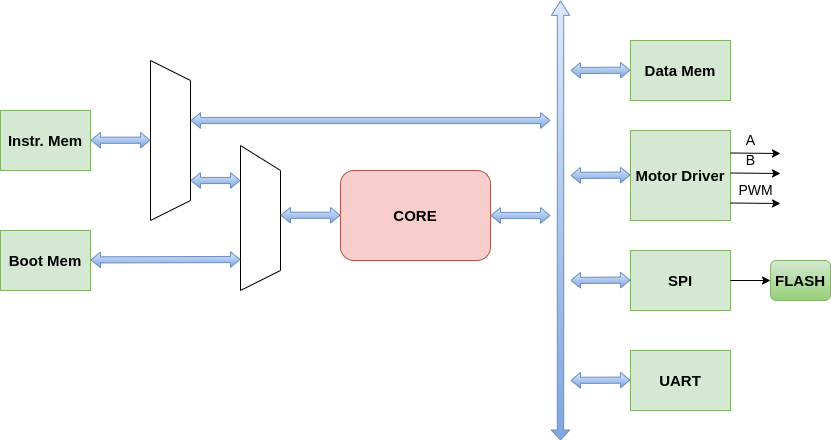 Data Mem
Instr. Mem
A
B
Motor Driver
PWM
CORE
Boot Mem
SPI
FLASH
UART